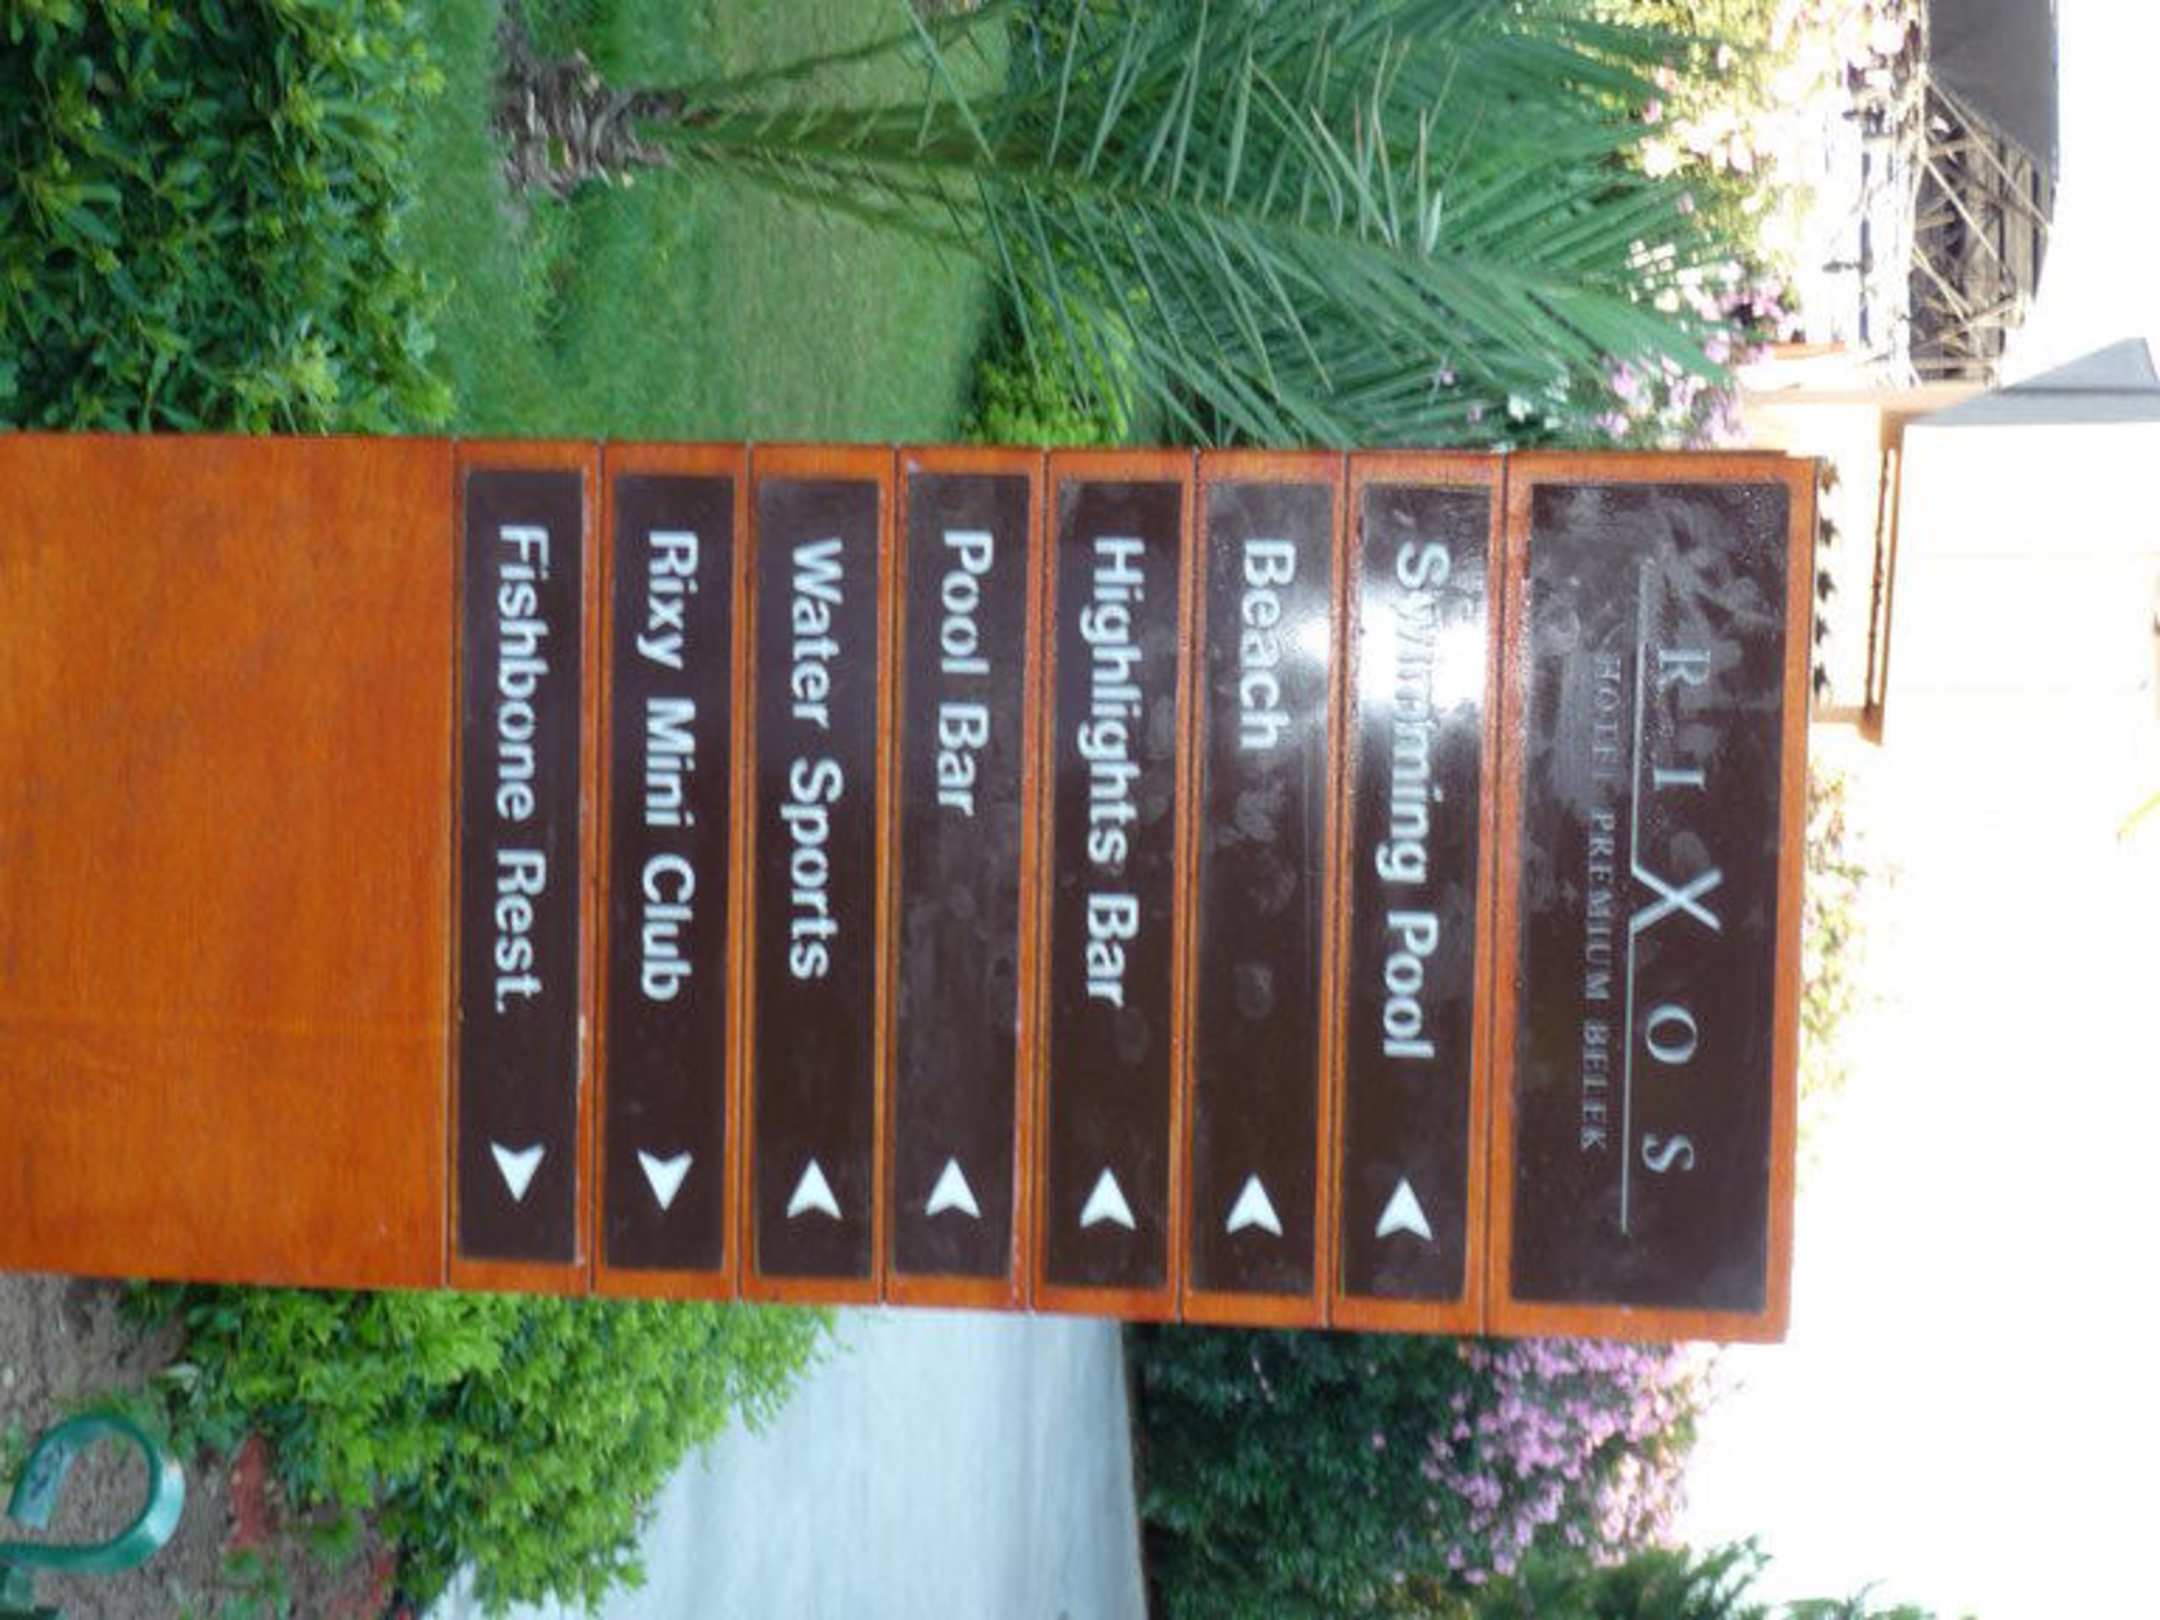 RIXOS
HOTEL PREMIUM BELEK
Swimming Pool
Beach
Highlights Bar
Pool Bar
Water Sports
Rixy Mini Club
Fishbone Rest.